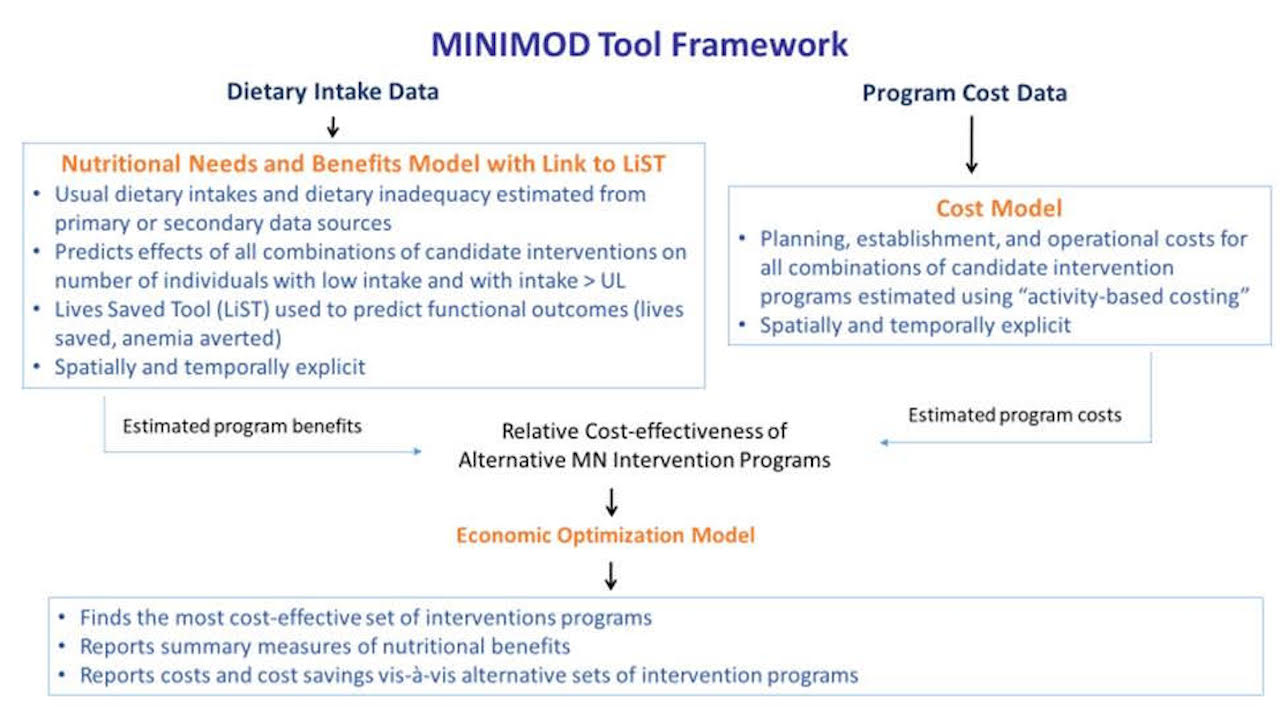 MINIMOD Tool Framework
Dietary Intake Data
Program Cost Data
Nutritional Needs and Benefits Model with Link to LiST
• Usual dietary intakes and dietary inadequacy estimated from
primary or secondary data sources
• Predicts effects of all combinations of candidate interventions on
number of individuals with low intake and with intake > UL
• Lives Saved Tool (LiST) used to predict functional outcomes (lives
saved, anemia averted)
• Spatially and temporally explicit
Cost Model
• Planning, establishment, and operational costs for
all combinations of candidate intervention
programs estimated using “activity-based costing”
• Spatially and temporally explicit
Estimated program benefits
Estimated program costs
Relative Cost-effectiveness of
Alternative MN Intervention Programs
Economic Optimization Model
• Finds the most cost-effective set of interventions programs
• Reports summary measures of nutritional benefits
• Reports costs and cost savings vis-à-vis alternative sets of intervention programs